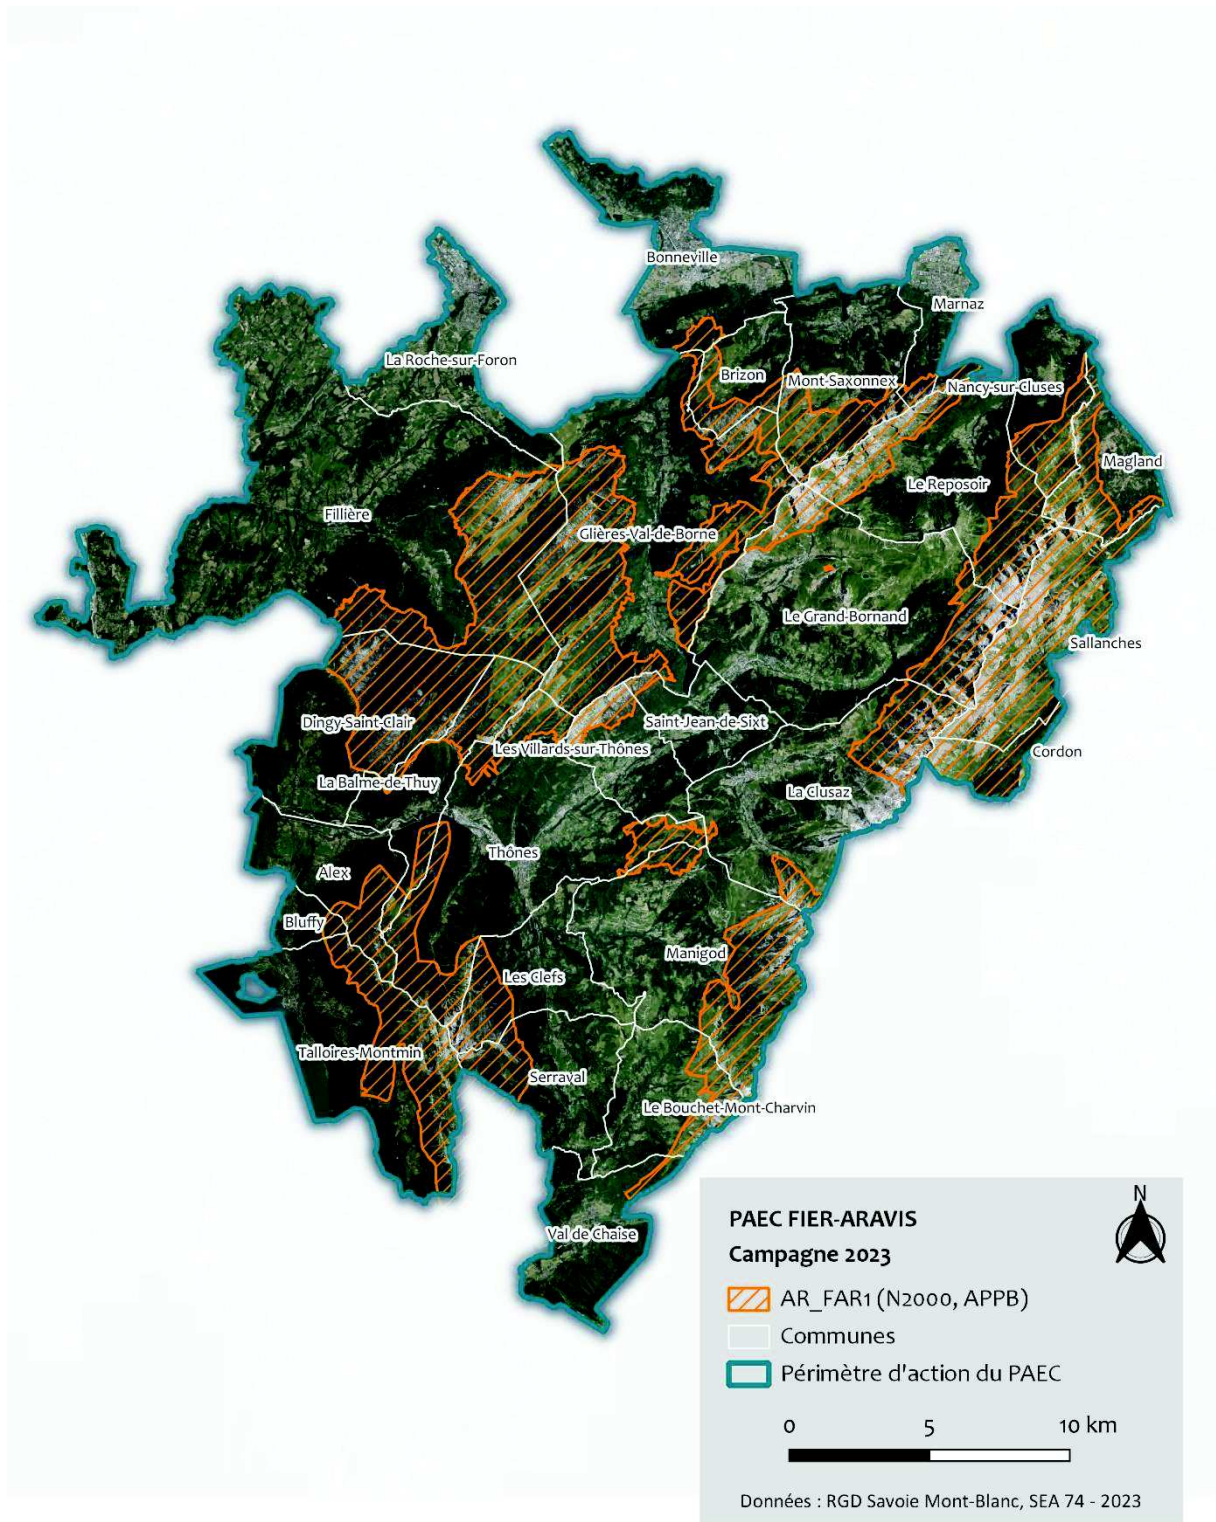 Bonneville
Marnaz
La Roche-sur-Foron
Brizon
Mont-Saxonnex
Nancy-sur-Cluses
Magland
Le Reposoir
Fillière
Glières-Val-de-Borne
Le Grand-Bornand
Sallanches
Dingy-Saint-Clair
Saint-Jean-de-Sixt
Les Villards-sur-Thônes
Cordon
La Balme-de-Thuy
La Clusaz
Thônes
Alex
Bluffy
Manigod
Les Clefs
Talloires-Montmin
Serraval
Le Bouchet-Mont-Charvin
Val de Chaise
N
PAEC FIER-ARAVIS
Campagne 2023
AR_FAR1 (N2000, APPB)
Communes
Périmètre d'action du PAEC
0 5 10 km
Données : RGD Savoie Mont-Blanc, SEA 74 - 2023